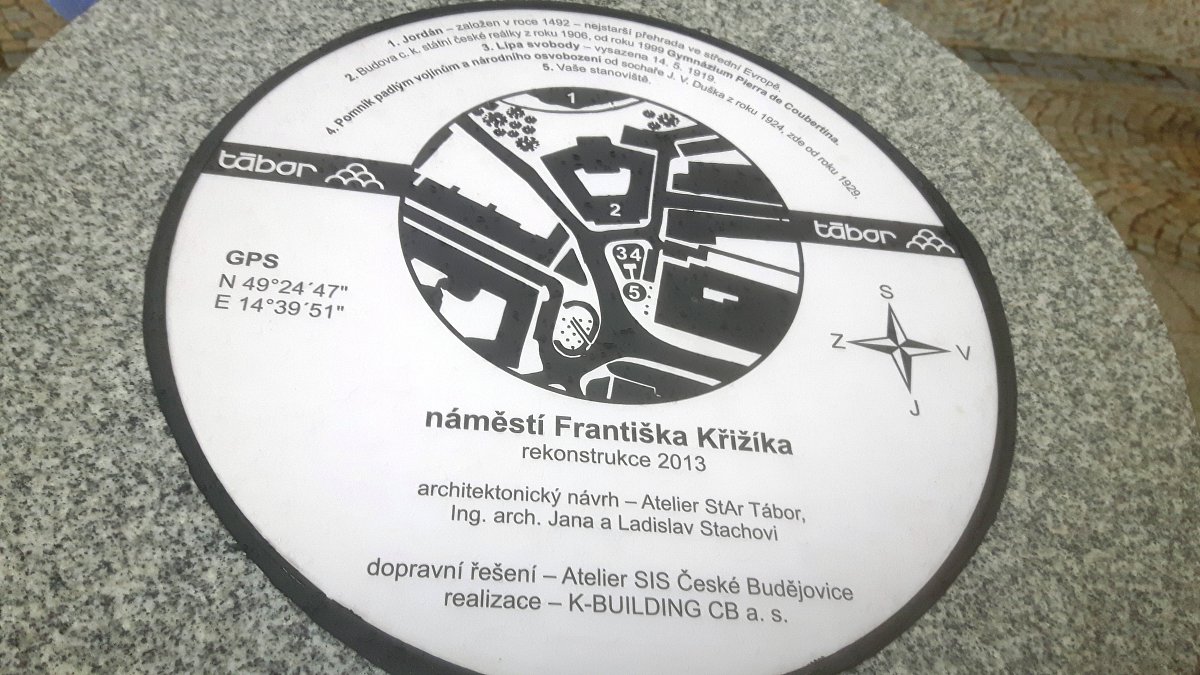 1. Jordán – založen v roce 1492 – nejstarší přehrada ve střední Evropě.
2. Budova c. k. státní české reálky z roku 1906, od roku 1999 Gymnázium Pierra de Coubertina.
3. Lípa svobody – vysazena 14. 5. 1919.
4. Pomník padlým vojínům a národního osvobození od sochaře J. V. Duška z roku 1924, zde od roku 1929.
5. Vaše stanoviště.
1
tábor
2
tábor
3 4
5
GPS
N 49°24´47"
E 14°39´51"
S
Z
V
J
náměstí Františka Křižíka
rekonstrukce 2013
architektonický návrh – Atelier StAr Tábor,
Ing. arch. Jana a Ladislav Stachovi
dopravní řešení – Atelier SIS České Budějovice
realizace – K-BUILDING CB a. s.